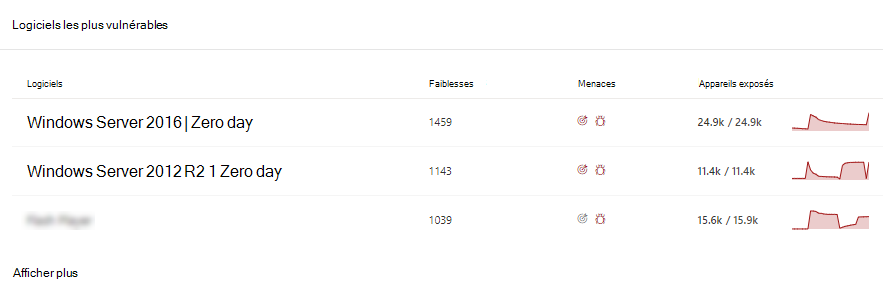 Logiciels les plus vulnérables
Logiciels Faiblesses Menaces Appareils exposés
Windows Server 2016 | Zero day 1459 24.9k / 24.9k
Windows Server 2012 R2 1 Zero day 1143 11.4k / 11.4k
1039 15.6k / 15.9k
Afficher plus